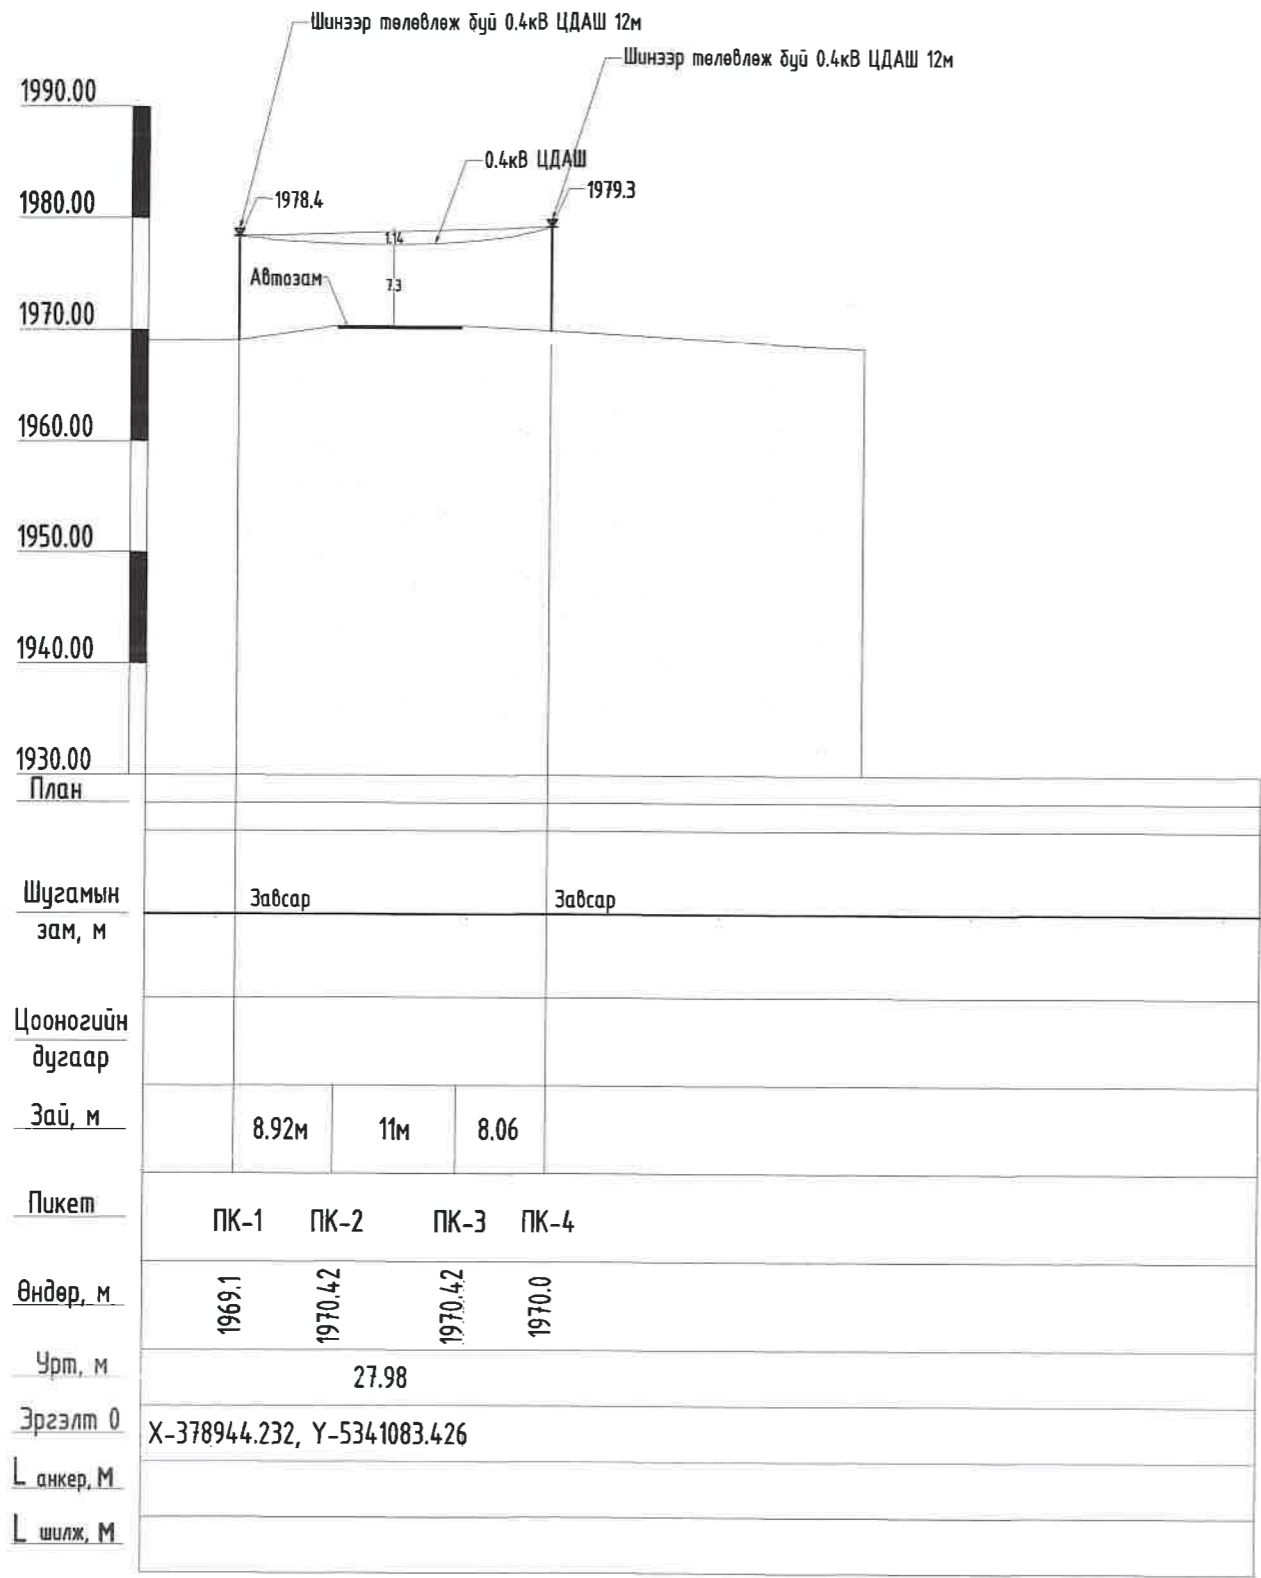 Шинээр төлөвлөж буй 0.4кВ ЦДАШ 12м
Шинээр төлөвлөж буй 0.4кВ ЦДАШ 12м
1990.00
0.4кВ ЦДАШ
1980.00
1978.4
1979.3
1.14
Автозам
7.3
1970.00
1960.00
1950.00
1940.00
1930.00
План
Шугамын
зам, м
Завсар
Завсар
Цооногийн
дугаар
Зай, м
8.92м
11м
8.06
Пикет
ПК-1
ПК-2
ПК-3
ПК-4
Өндөр, м
1969.1
1970.42
1970.42
1970.0
Урт, м
27.98
Эргэлт 0
X-378944.232, Y-5341083.426
L анкер, М
L шилж, М